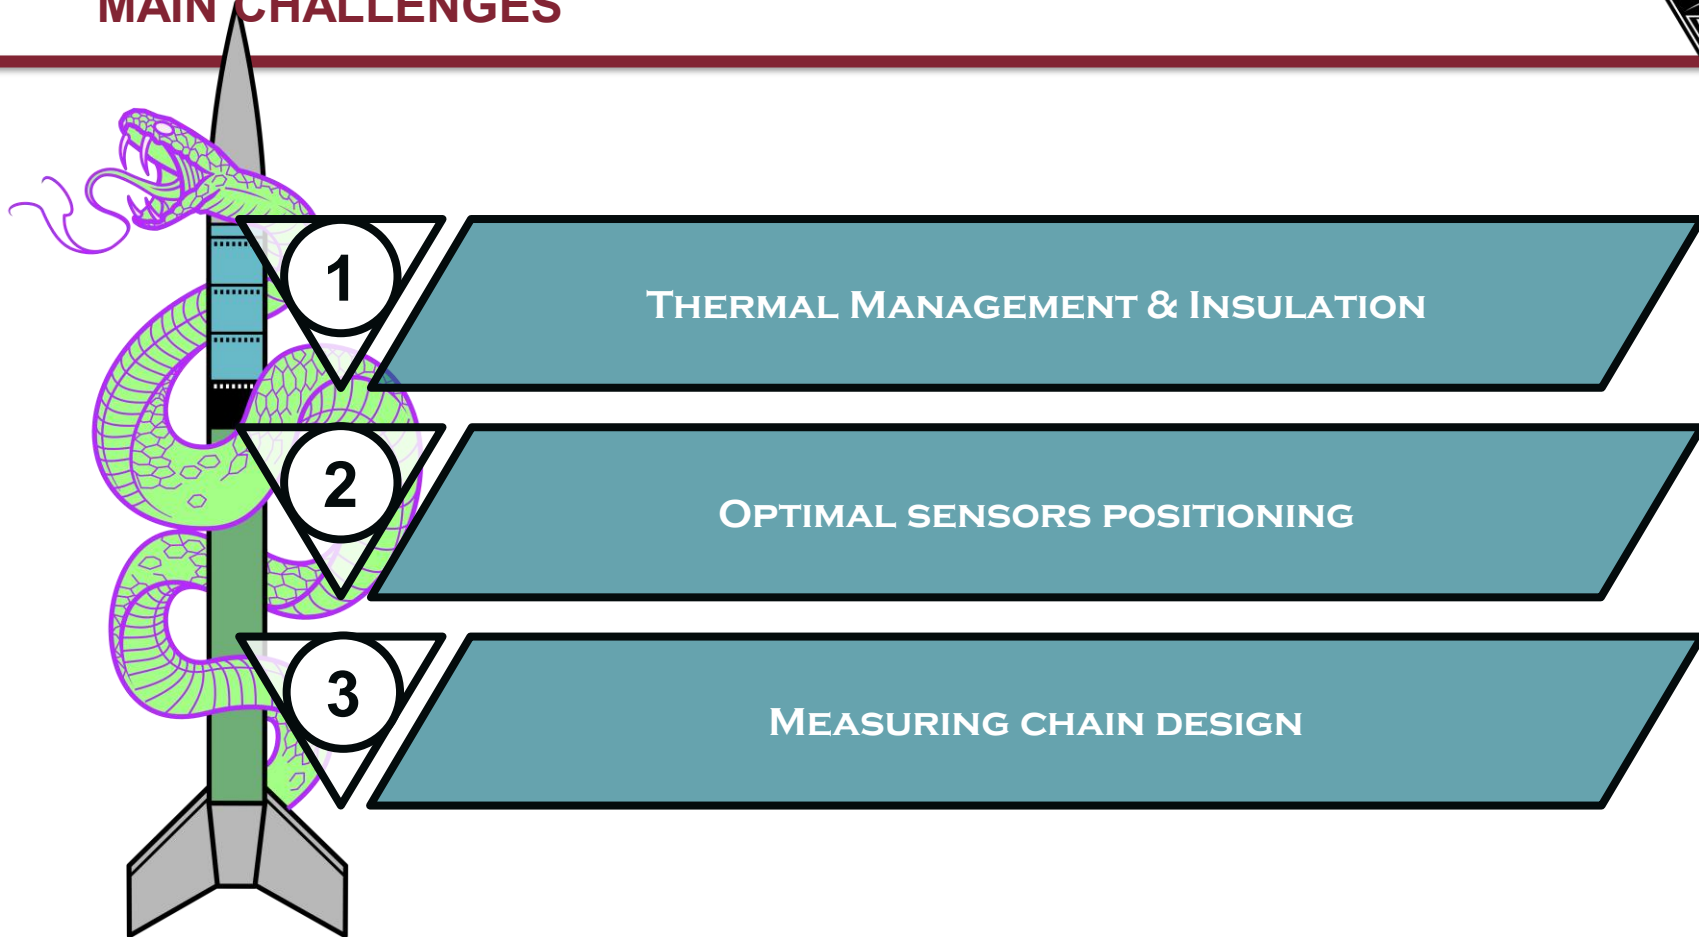 MAIN CHALLENGES
1
THERMAL MANAGEMENT & INSULATION
2
OPTIMAL SENSORS POSITIONING
3
MEASURING CHAIN DESIGN